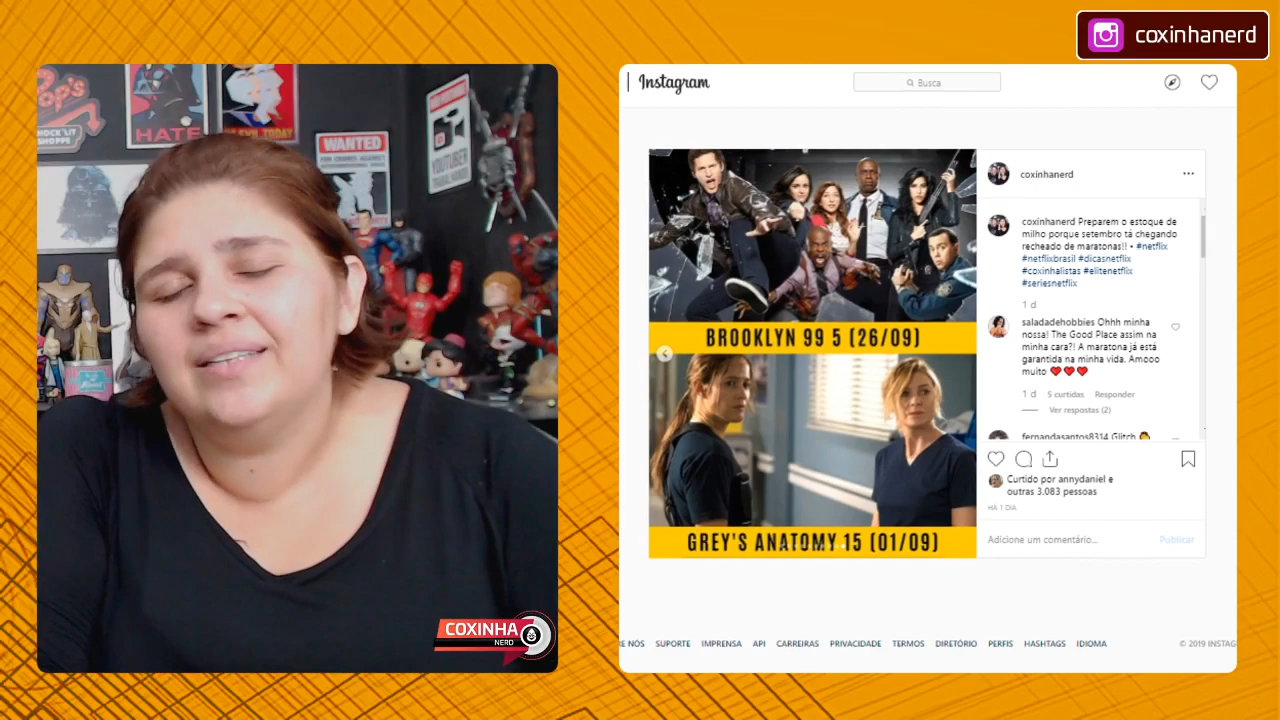 coxinhanerd
HATE
WANTED
YOUTUBER
COXINHA
NERD
Instagram
Busca
BROOKLYN 99 5 (26/09)
GREY'S ANATOMY 15 (01/09)
coxinhanerd
coxinhanerd Preparem o estoque de
milho porque setembro tá chegando
recheado de maratonas!! • #netflix
#netflixbrasil #dicasnetflix
#coxinhalistas #elitenetflix
#seriesnetflix
1 d
saladadehobbies Ohhh minha
nossa! The Good Place assim na
minha cara?! A maratona já está
garantida na minha vida. Amooo
muito ❤❤❤
1 d 5 curtidas Responder
Ver respostas (2)
fernandasantos8314 Glitch
Curtido por annydaniel e
outras 3.083 pessoas
HÁ 1 DIA
Adicione um comentário... Publicar
RE NÓS SUPORTE IMPRENSA API CARREIRAS PRIVACIDADE TERMOS DIRETÓRIO PERFIS HASHTAGS IDIOMA © 2019 INSTAG